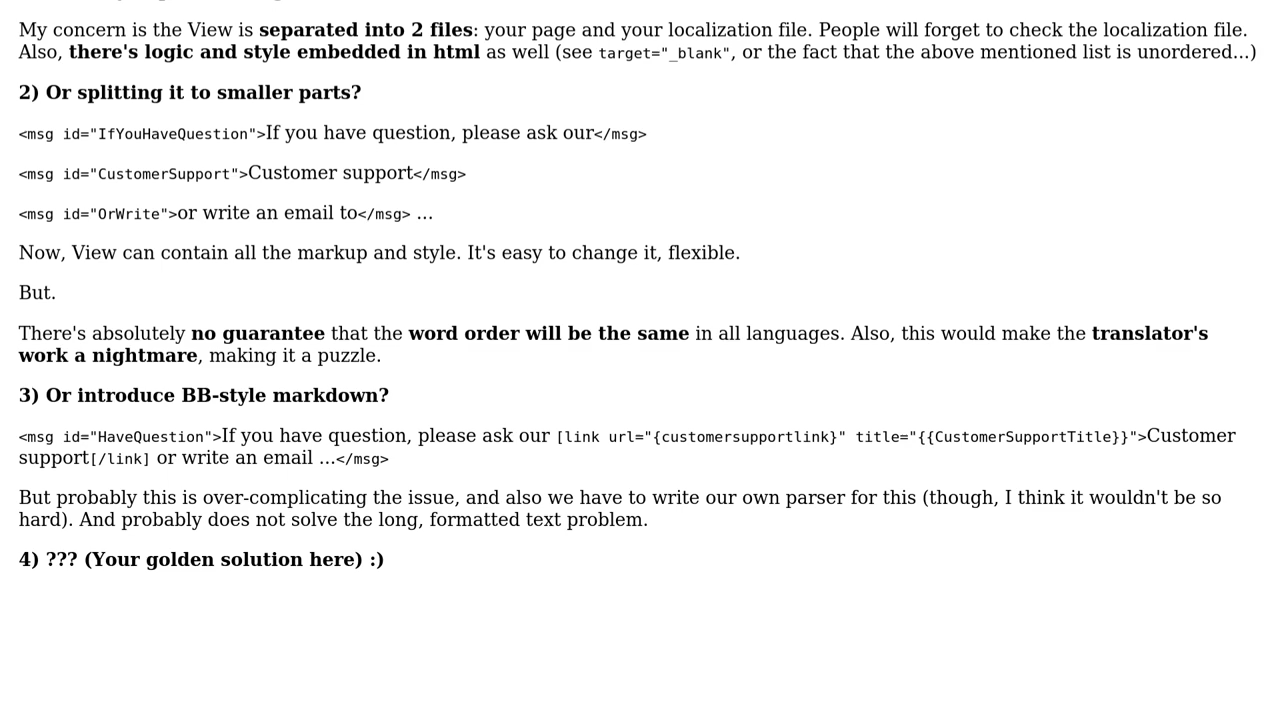 My concern is the View is separated into 2 files: your page and your localization file. People will forget to check the localization file.
Also, there's logic and style embedded in html as well (see target="_blank", or the fact that the above mentioned list is unordered...)
2) Or splitting it to smaller parts?
<msg id="IfYouHaveQuestion">If you have question, please ask our</msg>
<msg id="CustomerSupport">Customer support</msg>
<msg id="OrWrite">or write an email to</msg> ...
Now, View can contain all the markup and style. It's easy to change it, flexible.
But.
There's absolutely no guarantee that the word order will be the same in all languages. Also, this would make the translator's
work a nightmare, making it a puzzle.
3) Or introduce BB-style markdown?
<msg id="HaveQuestion">If you have question, please ask our [link url="{customersupportlink}" title="{{CustomerSupportTitle}}">Customer
support[/link] or write an email ...</msg>
But probably this is over-complicating the issue, and also we have to write our own parser for this (though, I think it wouldn't be so
hard). And probably does not solve the long, formatted text problem.
4) ??? (Your golden solution here) :)